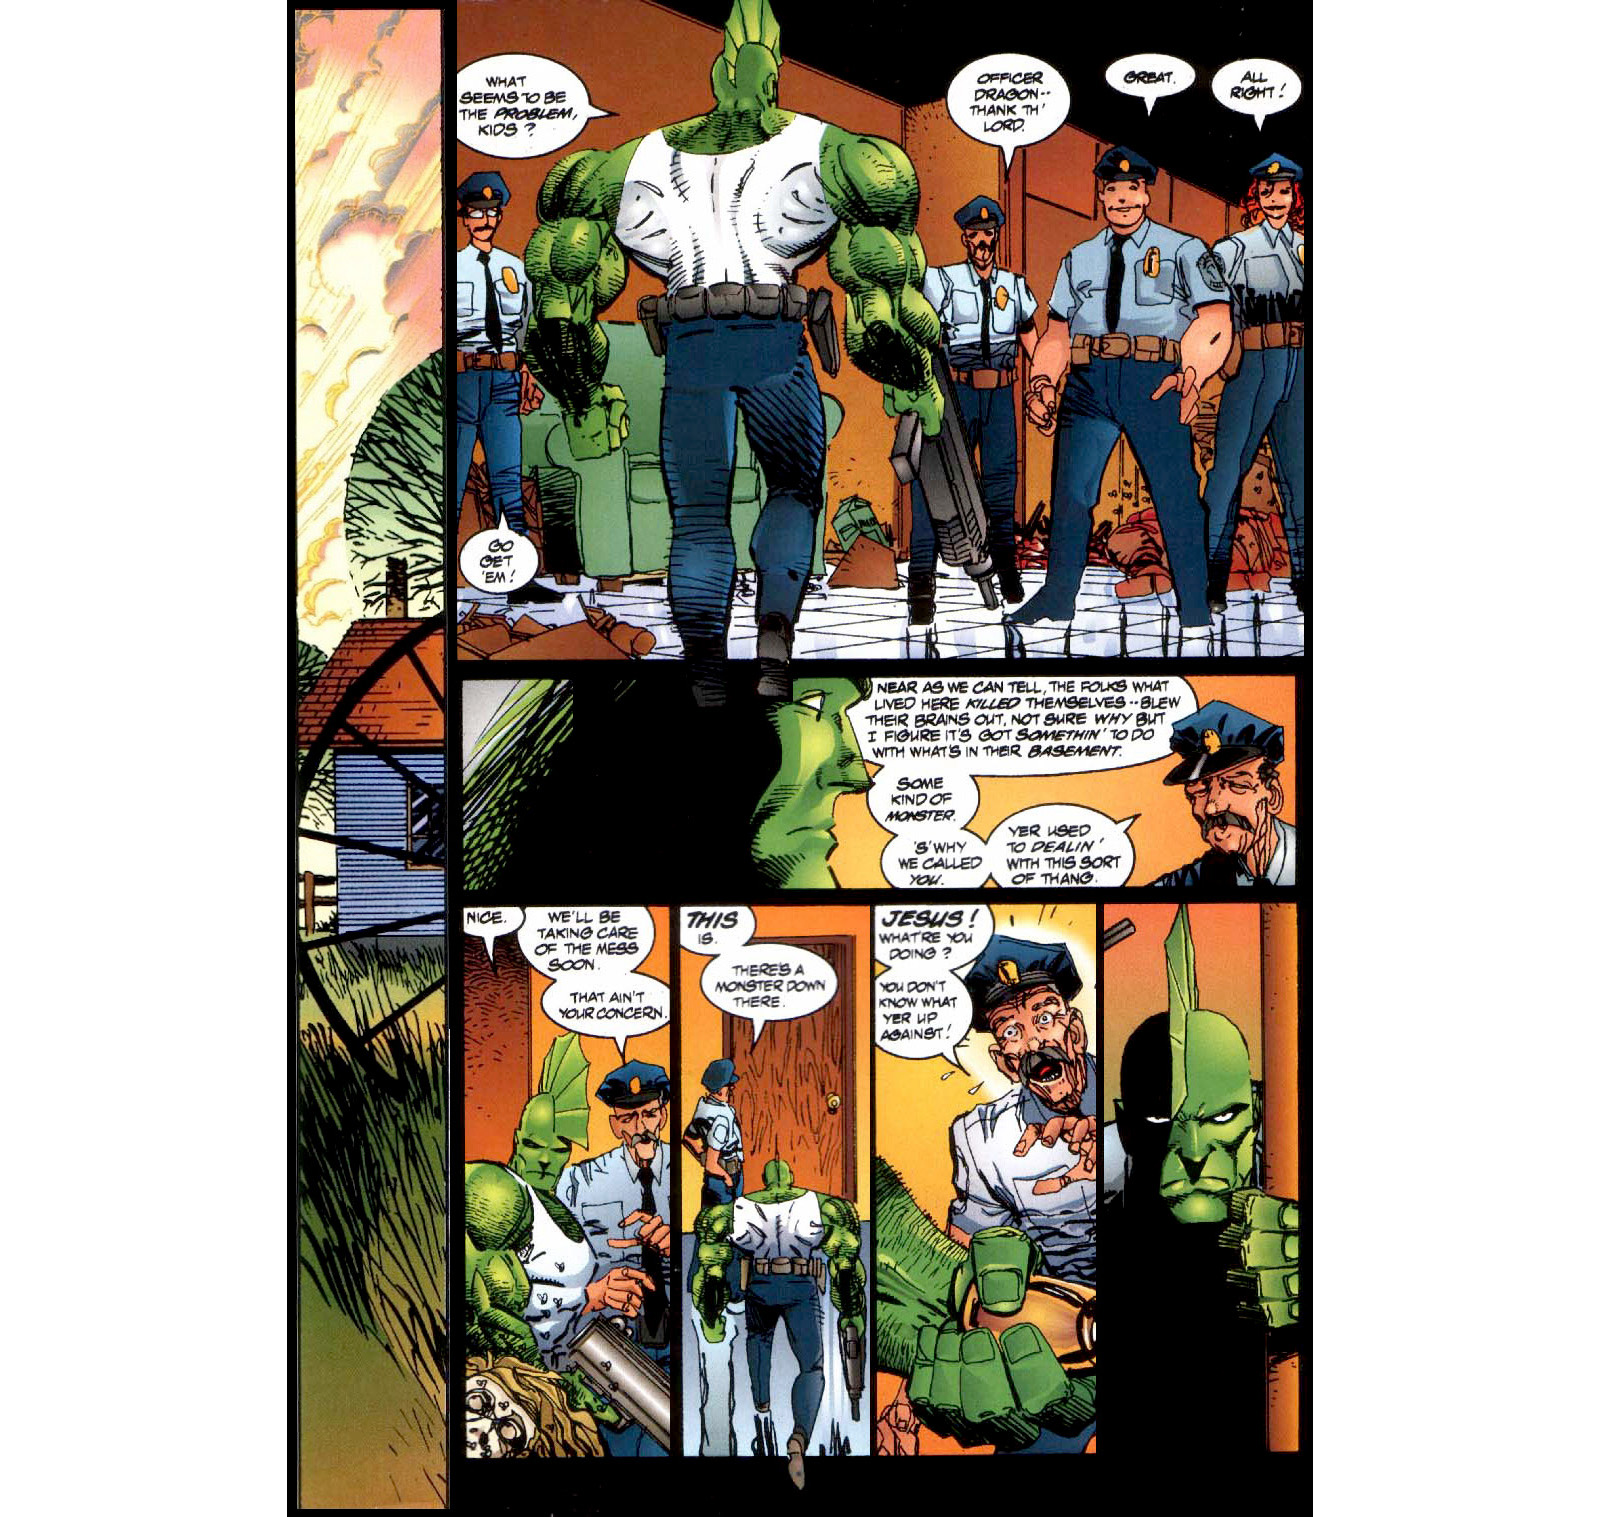 WHAT
SEEMS TO BE
THE PROBLEM,
KIDS?
OFFICER
DRAGON--
THANK TH'
LORD.
GREAT.
ALL
RIGHT!
GO
GET
'EM!
NEAR AS WE CAN TELL, THE FOLKS WHAT
LIVED HERE KILLED THEMSELVES--BLEW
THEIR BRAINS OUT, NOT SURE WHY BUT
I FIGURE IT'S GOT SOMETHIN' TO DO
WITH WHAT'S IN THEIR BASEMENT.
SOME
KIND OF
MONSTER.
'S'WHY
WE CALLED
YOU.
YER USED
TO DEALIN'
WITH THIS SORT
OF THANG.
NICE.
WE'LL BE
TAKING CARE
OF THE MESS
SOON.
THAT AIN'T
YOUR CONCERN.
THIS
IS.
THERE'S A
MONSTER DOWN
THERE.
JESUS!
WHAT'RE YOU
DOING?
YOU DON'T
KNOW WHAT
YER UP
AGAINST!